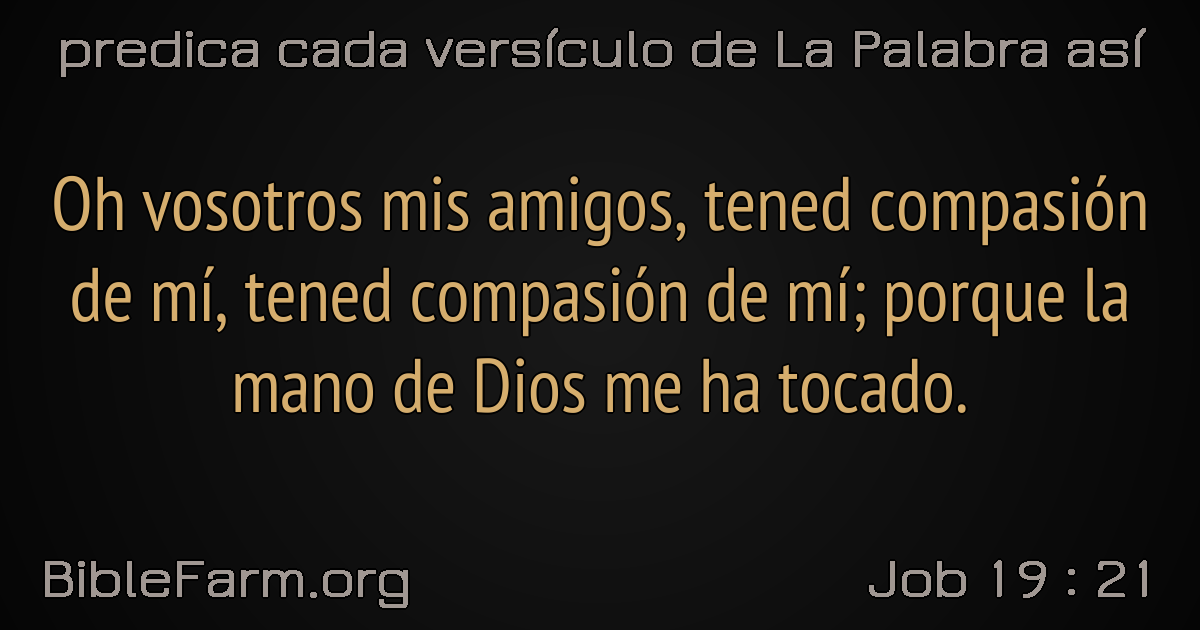 predica cada versículo de La Palabra así
Oh vosotros mis amigos, tened compasión
de mí, tened compasión de mí; porque la
mano de Dios me ha tocado.
BibleFarm.org
Job 19 : 21